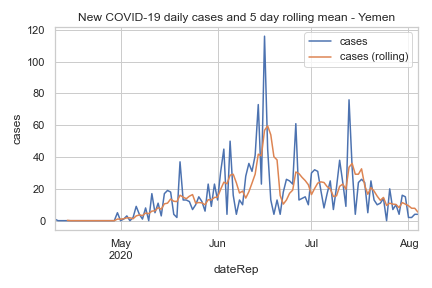 New COVID-19 daily cases and 5 day rolling mean - Yemen
cases
cases (rolling)
120
100
80
60
40
20
0
cases
May
2020
Jun
Jul
Aug
dateRep